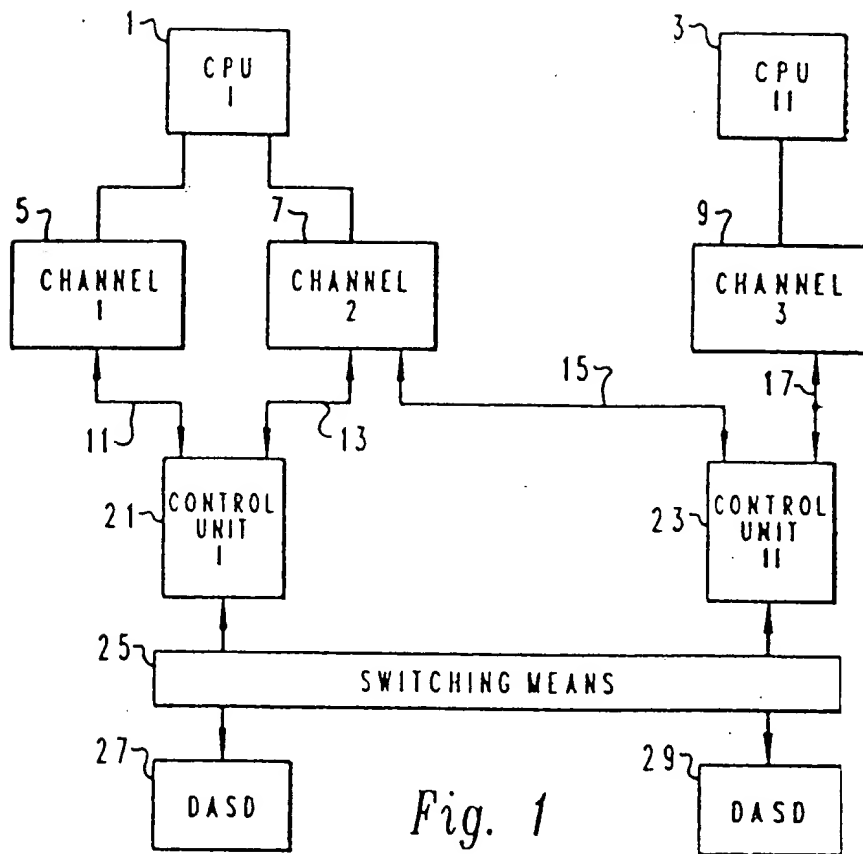 1
CPU
I
3
CPU
II
5
CHANNEL
1
7
CHANNEL
2
9
CHANNEL
3
11
13
15
17
21
CONTROL
UNIT
I
23
CONTROL
UNIT
II
25
SWITCHING MEANS
27
DASD
29
DASD
Fig. 1